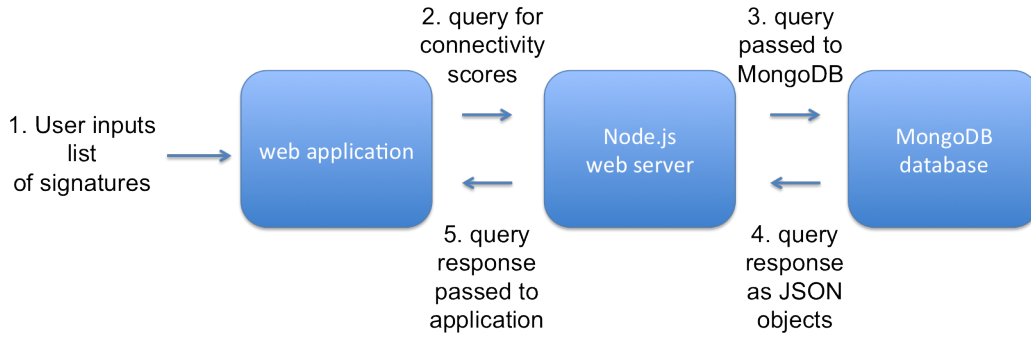 1. User inputs
list
of signatures
web application
2. query for
connectivity
scores
Node.js
web server
3. query
passed to
MongoDB
MongoDB
database
4. query
response
as JSON
objects
5. query
response
passed to
application